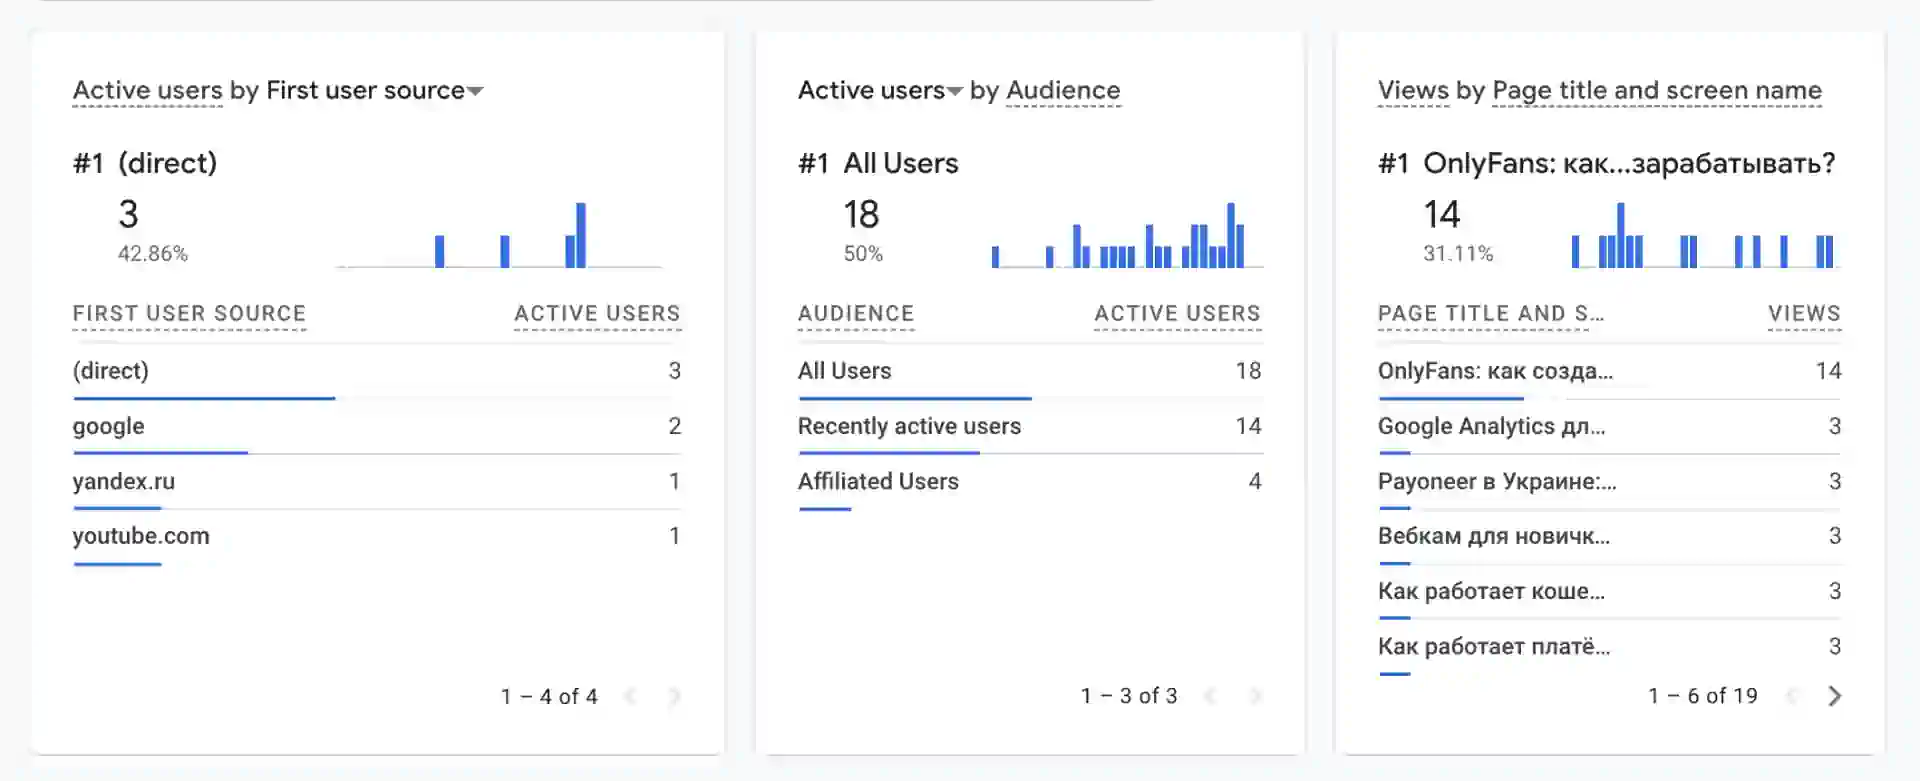 Active users by First user source
#1 (direct)
3
42.86%
FIRST USER SOURCE ACTIVE USERS
(direct) 3
google 2
yandex.ru 1
youtube.com 1
1 – 4 of 4
Active users by Audience
#1 All Users
18
50%
AUDIENCE ACTIVE USERS
All Users 18
Recently active users 14
Affiliated Users 4
1 – 3 of 3
Views by Page title and screen name
#1 OnlyFans: как...зарабатывать?
14
31.11%
PAGE TITLE AND S... VIEWS
OnlyFans: как созда... 14
Google Analytics дл... 3
Payoneer в Украине:... 3
Вебкам для новичк... 3
Как работает коше... 3
Как работает платё... 3
1 – 6 of 19